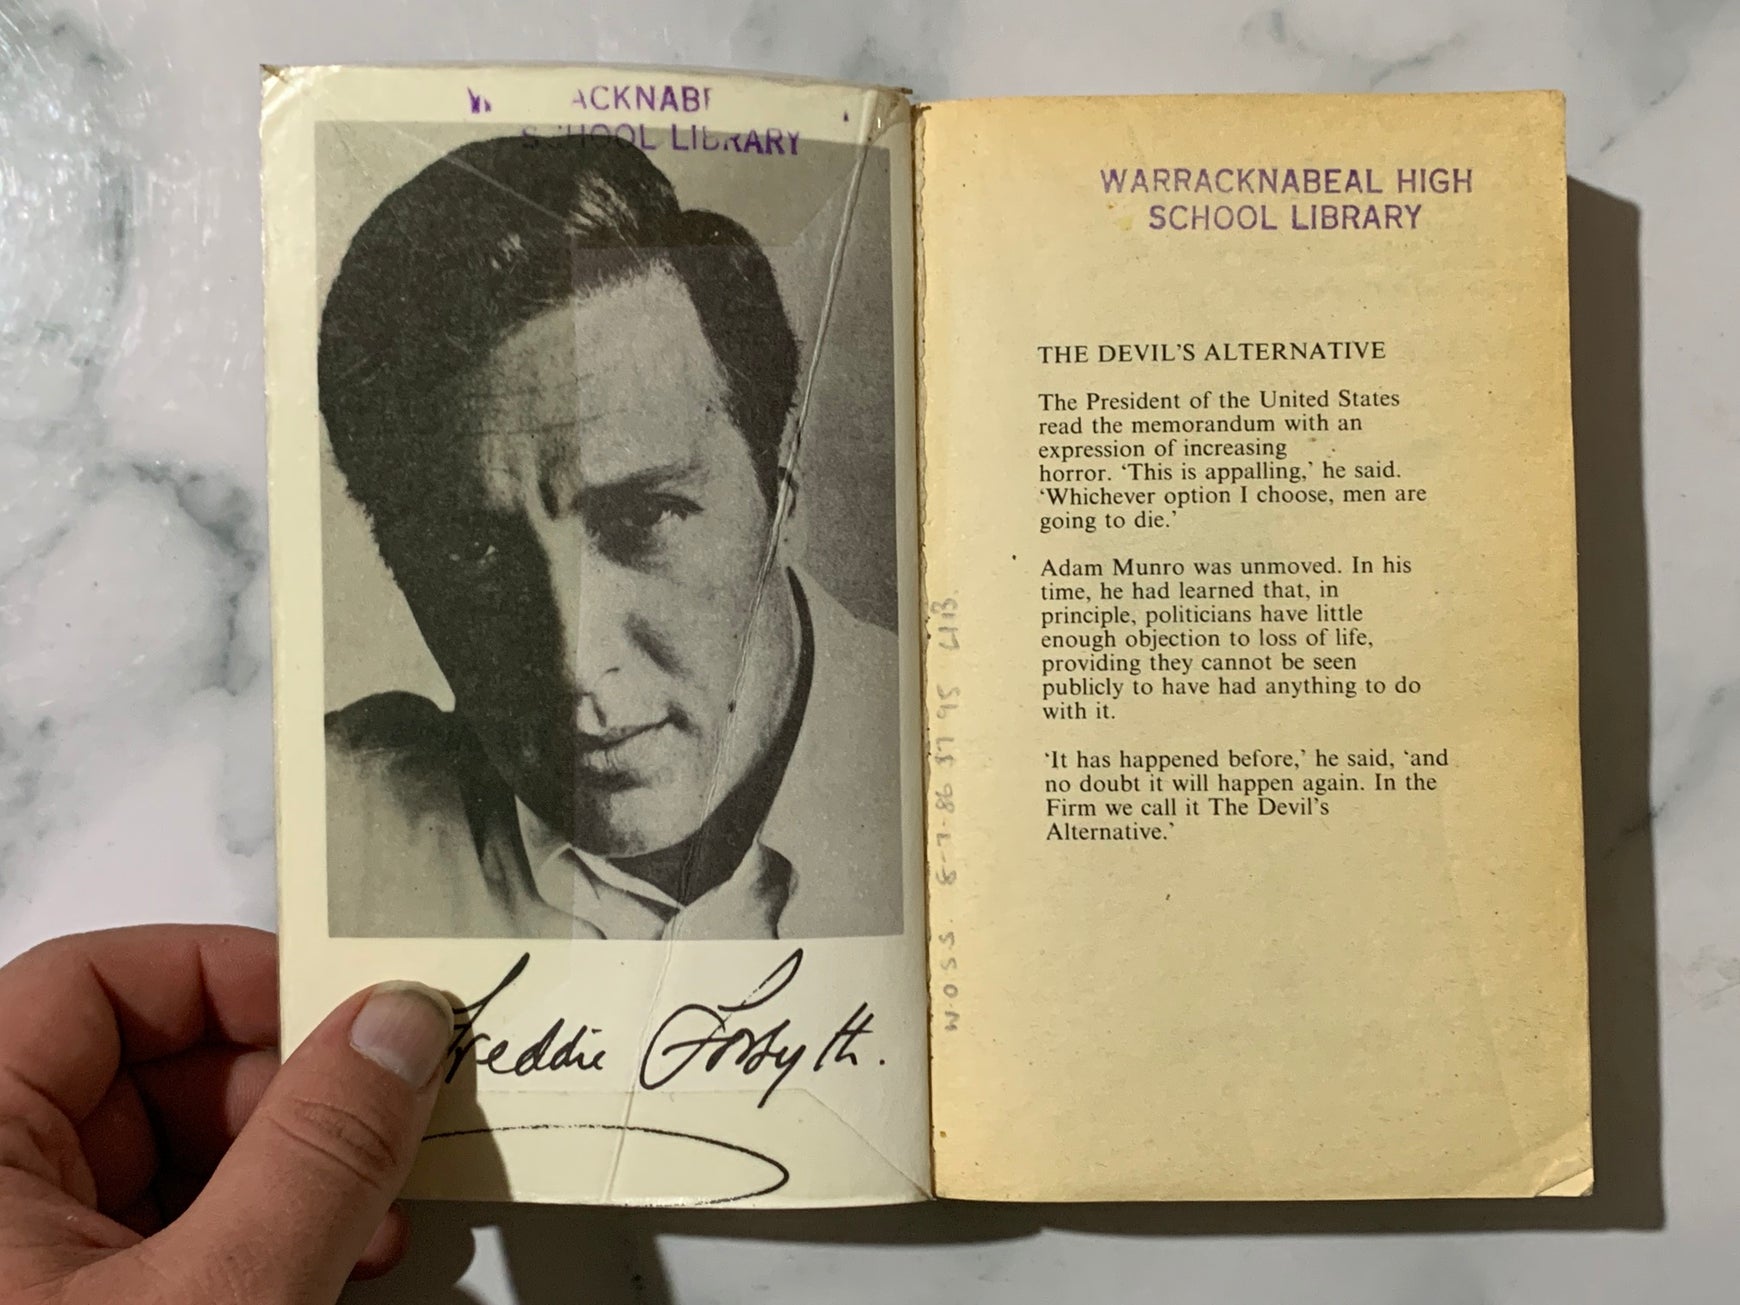 ACKNAB
SCHOOL LIBRARY
Freddie Forsyth.
WARRACKNABEAL HIGH
SCHOOL LIBRARY
THE DEVIL'S ALTERNATIVE
The President of the United States
read the memorandum with an
expression of increasing
horror. ‘This is appalling,’ he said.
‘Whichever option I choose, men are
going to die.’
Adam Munro was unmoved. In his
time, he had learned that, in
principle, politicians have little
enough objection to loss of life,
providing they cannot be seen
publicly to have had anything to do
with it.
‘It has happened before,’ he said, ‘and
no doubt it will happen again. In the
Firm we call it The Devil's
Alternative.’
W.O.S.S. 8-7-86 37.95